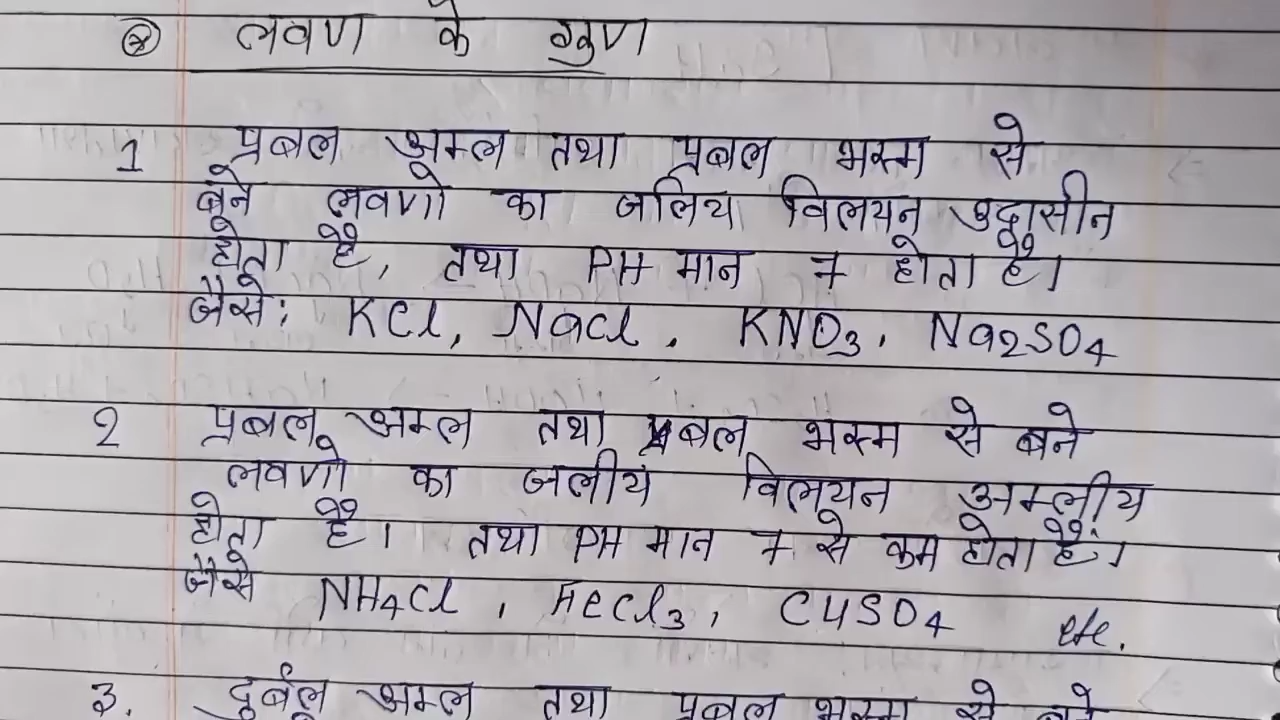 ⊛ लवण के गुण
1 प्रबल अम्ल तथा प्रबल भस्म से
बने लवणो का जलिय विलयन उदासीन
होता है, तथा PH मान 7 होता है।
जैसे: KCl, NaCl, KNO₃, Na₂SO₄
2 प्रबल अम्ल तथा प्रबल भस्म से बने
लवणो का जलीय विलयन अम्लीय
होता है। तथा PH मान 7 से कम होता है।
जैसे NH₄Cl, FeCl₃, CuSO₄ etc.
3. दुर्बल अम्ल तथा प्रबल भस्म से बने